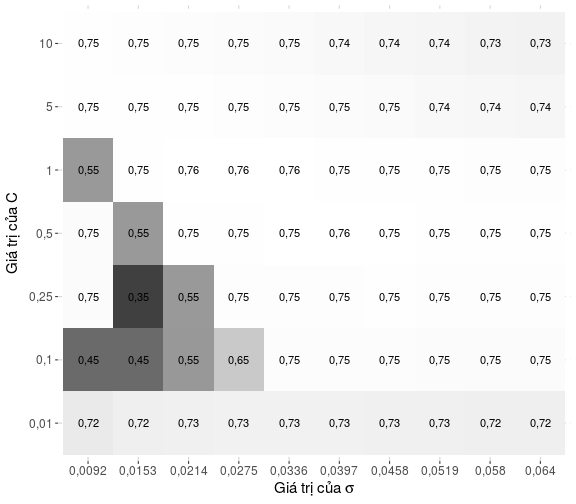 10 0,75 0,75 0,75 0,75 0,75 0,74 0,74 0,74 0,73 0,73
5 0,75 0,75 0,75 0,75 0,75 0,75 0,75 0,74 0,74 0,74
1 0,55 0,75 0,76 0,76 0,76 0,75 0,75 0,75 0,75 0,75
0,5 0,75 0,55 0,75 0,75 0,75 0,76 0,75 0,75 0,75 0,75
0,25 0,75 0,35 0,55 0,75 0,75 0,75 0,75 0,75 0,75 0,75
0,1 0,45 0,45 0,55 0,65 0,75 0,75 0,75 0,75 0,75 0,75
0,01 0,72 0,72 0,73 0,73 0,73 0,73 0,73 0,73 0,72 0,72
0,0092 0,0153 0,0214 0,0275 0,0336 0,0397 0,0458 0,0519 0,058 0,064
Giá trị của σ
Giá trị của C